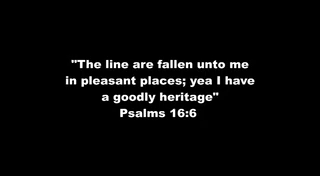 "The line are fallen unto me
in pleasant places; yea I have
a goodly heritage"
Psalms 16:6